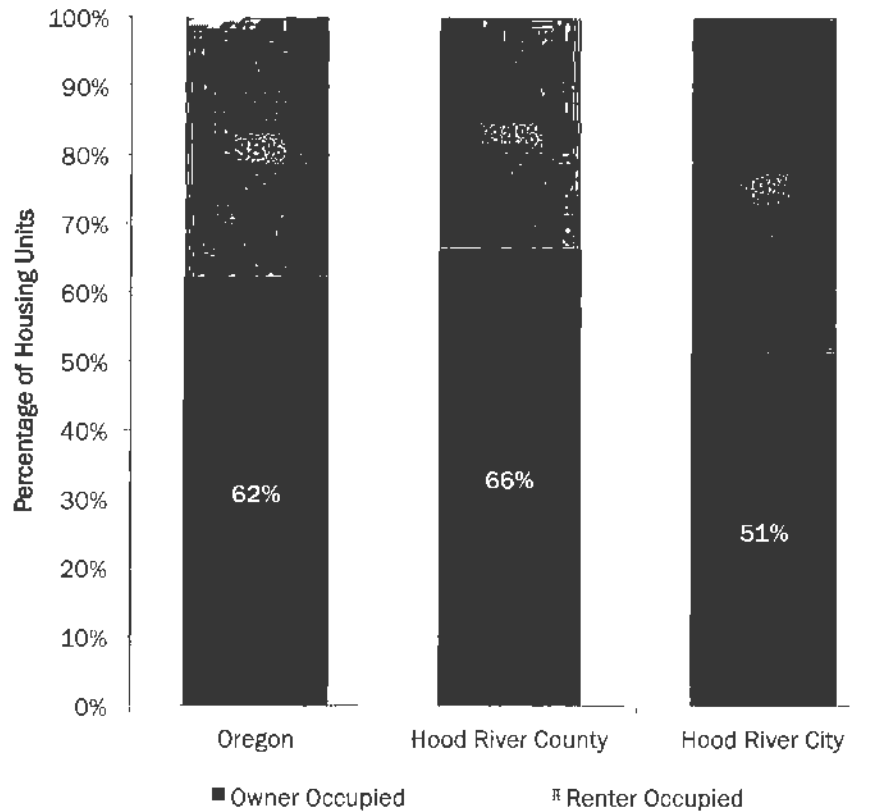 100%
90%
80%
70%
60%
50%
40%
30%
20%
10%
0%
Percentage of Housing Units
62%
66%
51%
Oregon
Hood River County
Hood River City
Owner Occupied
Renter Occupied